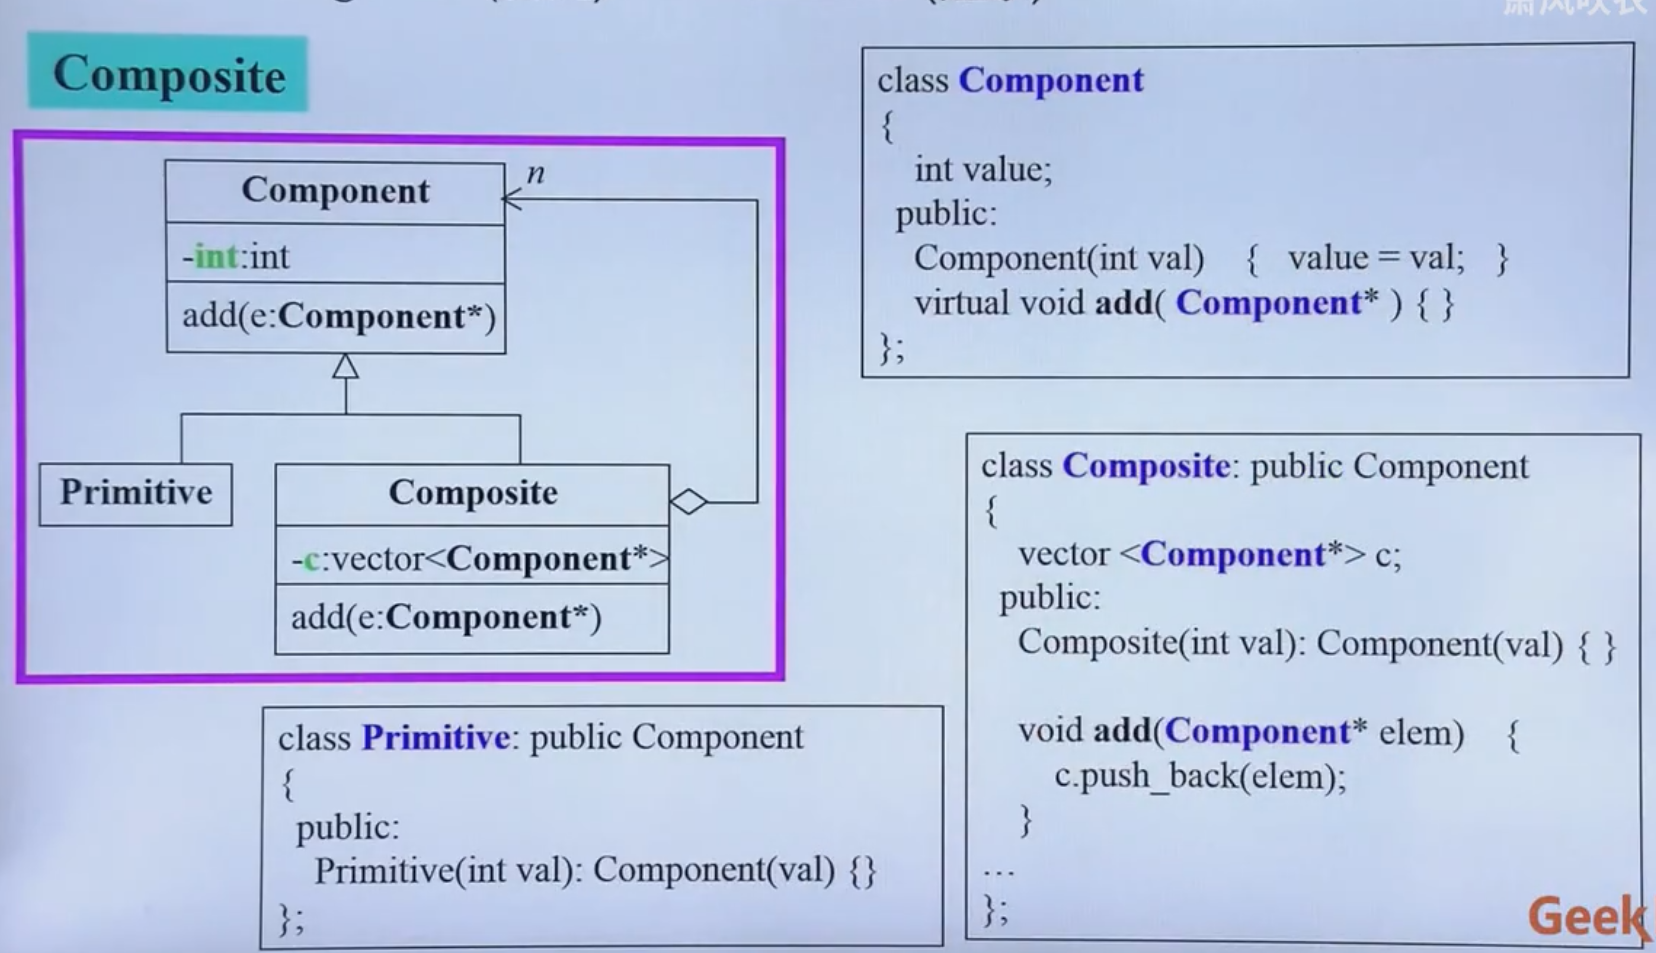 Composite
Component
n
-int:int
add(e:Component*)
Primitive
Composite
-c:vector<Component*>
add(e:Component*)
class Component
{
int value;
public:
Component(int val) { value = val; }
virtual void add( Component* ) { }
};
class Primitive: public Component
{
public:
Primitive(int val): Component(val) {}
};
class Composite: public Component
{
vector <Component*> c;
public:
Composite(int val): Component(val) { }
void add(Component* elem) {
c.push_back(elem);
}
...
};
Geek